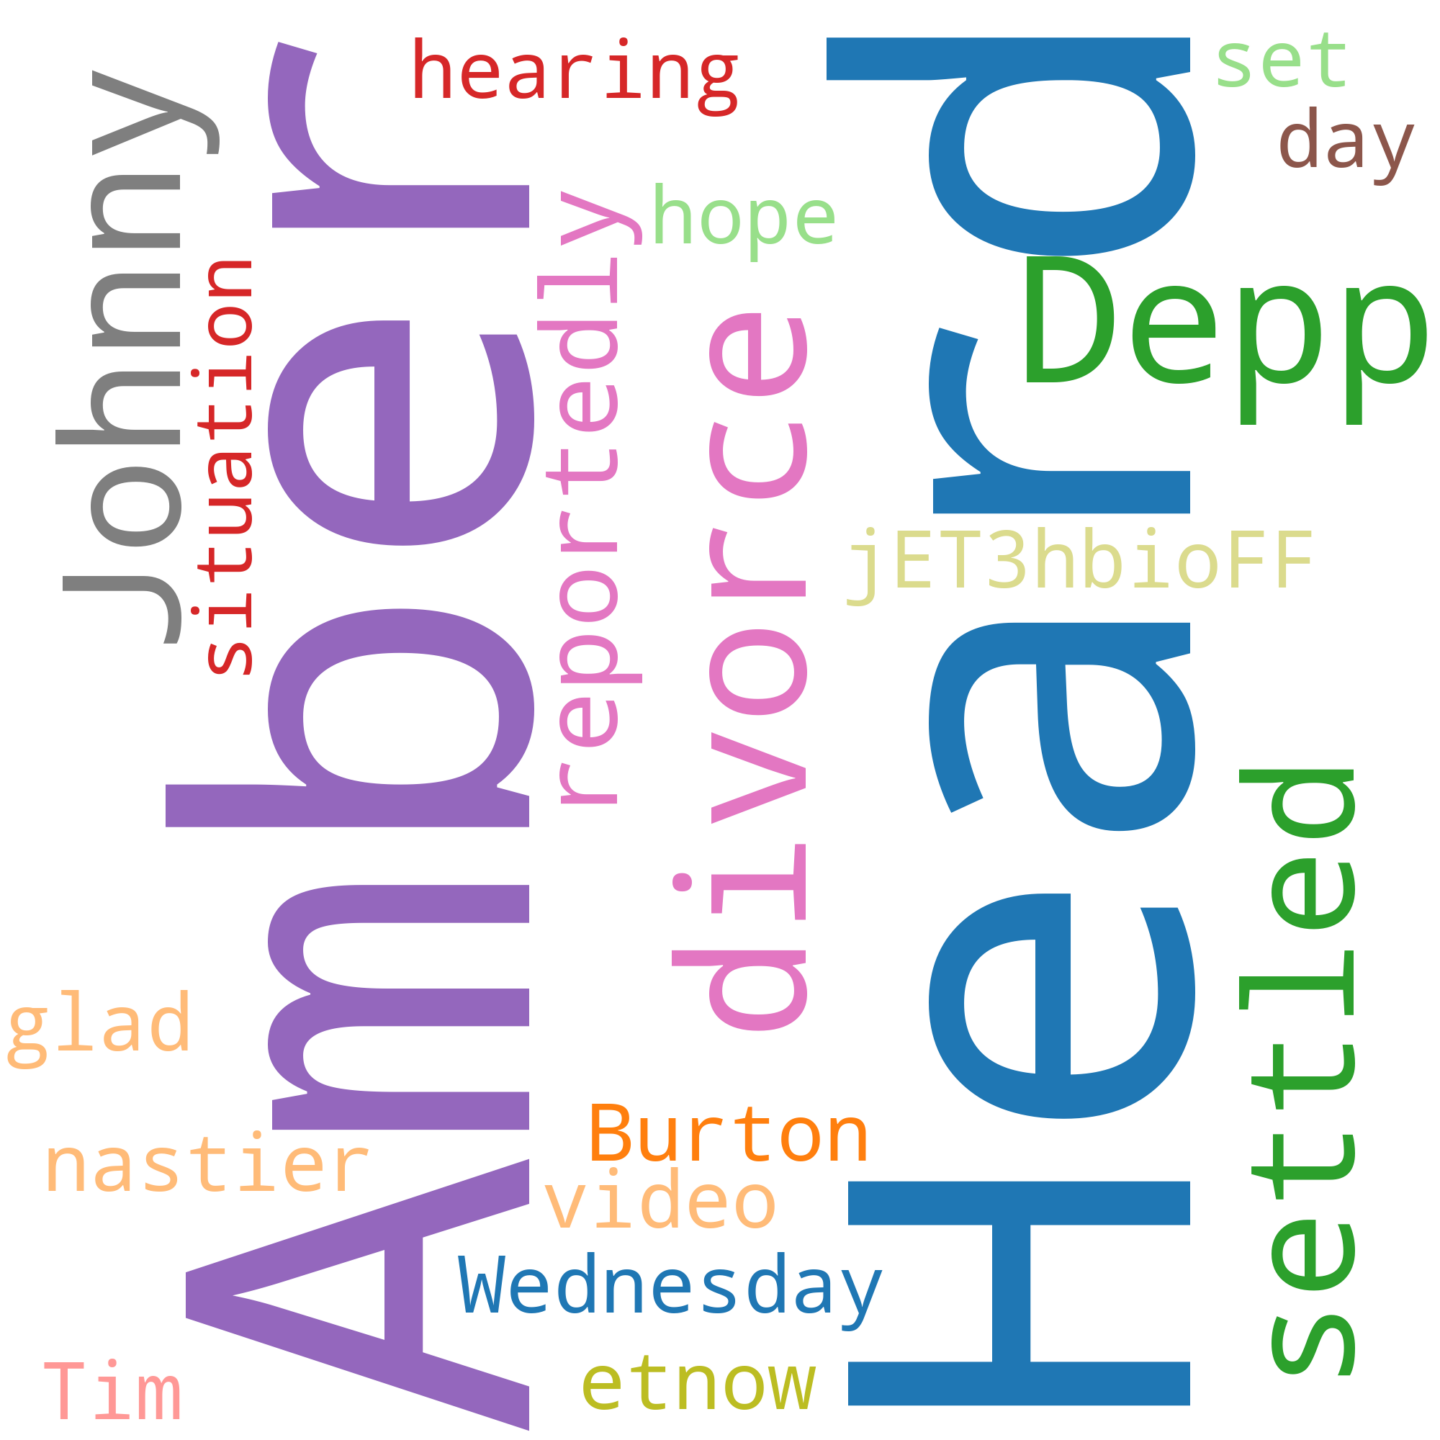 hearing
set
day
Johnny
situation
Amber
reportedly
hope
divorce
Heard
Depp
jET3hbioFF
settled
glad
nastier
Burton
video
Wednesday
Tim
etnow